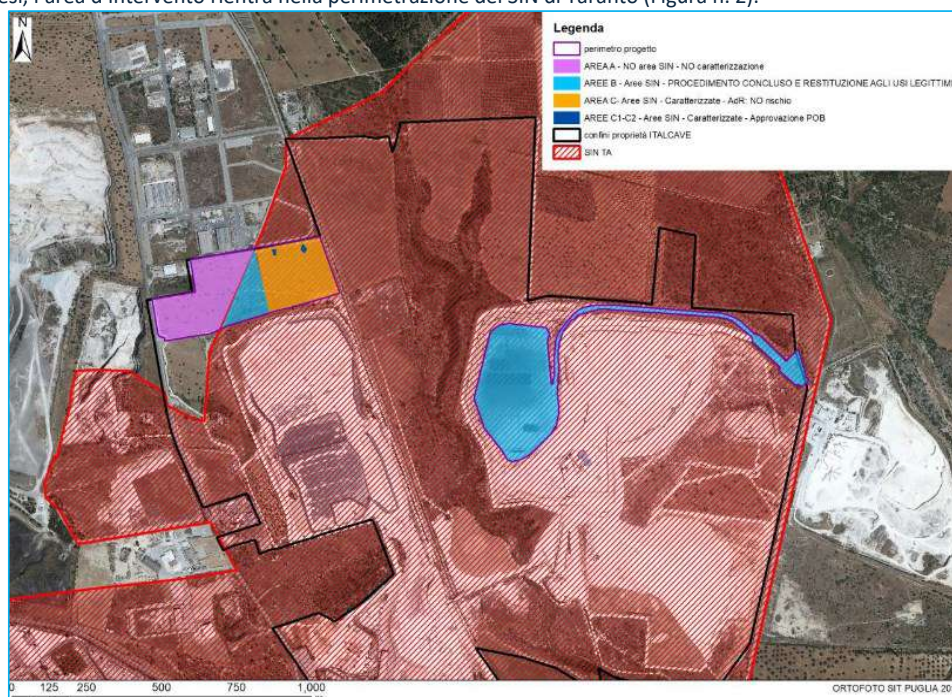 esi, l'area d'intervento rientra nella perimetrazione del SIN di Taranto (Figura n. 2).
N
Legenda
perimetro progetto
AREA A - NO area SIN - NO caratterizzazione
AREE B - Aree SIN - PROCEDIMENTO CONCLUSO E RESTITUZIONE AGLI USI LEGITTIMI
AREA C- Aree SIN - Caratterizzate - AdR: NO rischio
AREE C1-C2 - Aree SIN - Caratterizzate - Approvazione POB
confini proprietà ITALCAVE
SIN TA
0 125 250 500 750 1,000
ORTOFOTO SIT PUGLIA 20